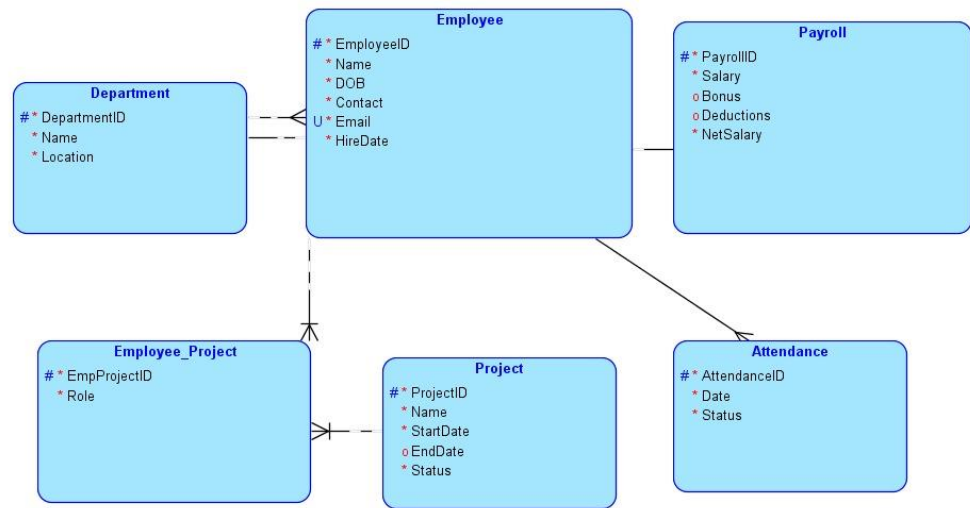 Employee
# * EmployeeID
* Name
* DOB
* Contact
U * Email
* HireDate
Payroll
# * PayrollID
* Salary
o Bonus
o Deductions
* NetSalary
Department
# * DepartmentID
* Name
* Location
Employee_Project
# * EmpProjectID
* Role
Project
# * ProjectID
* Name
* StartDate
o EndDate
* Status
Attendance
# * AttendanceID
* Date
* Status